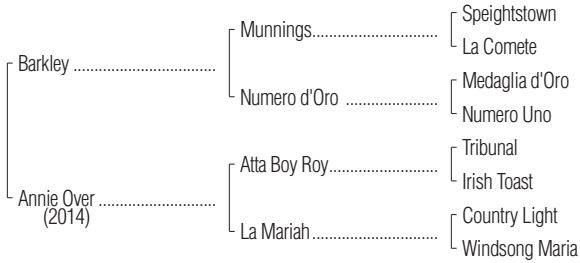 Speightstown
Munnings
La Comete
Barkley
Medaglia d'Oro
Numero d'Oro
Numero Uno
Tribunal
Atta Boy Roy
Irish Toast
Annie Over
(2014)
Country Light
La Mariah
Windsong Maria